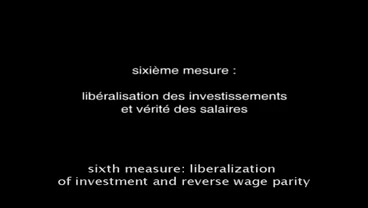 sixième mesure :
libéralisation des investissements
et vérité des salaires
sixth measure: liberalization
of investment and reverse wage parity